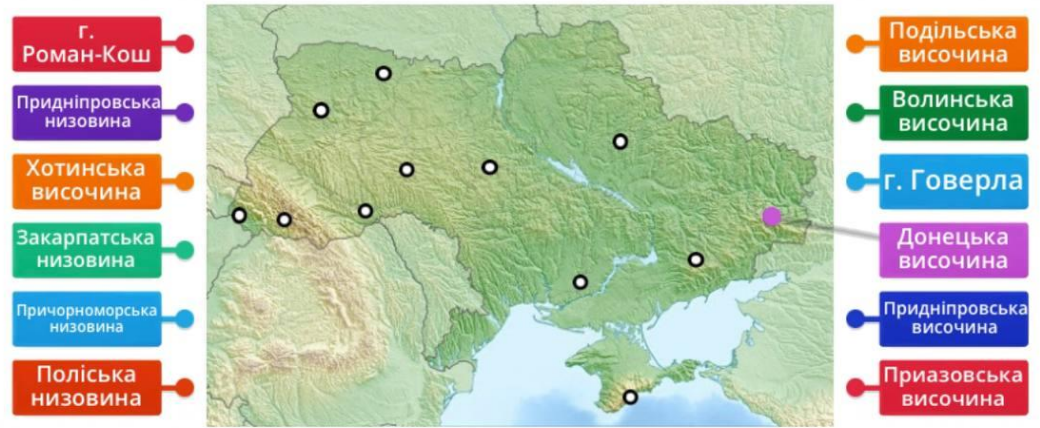 г.
Роман-Кош
Придніпровська
низовина
Хотинська
височина
Закарпатська
низовина
Причорноморська
низовина
Поліська
низовина
Подільська
височина
Волинська
височина
г. Говерла
Донецька
височина
Придніпровська
височина
Приазовська
височина